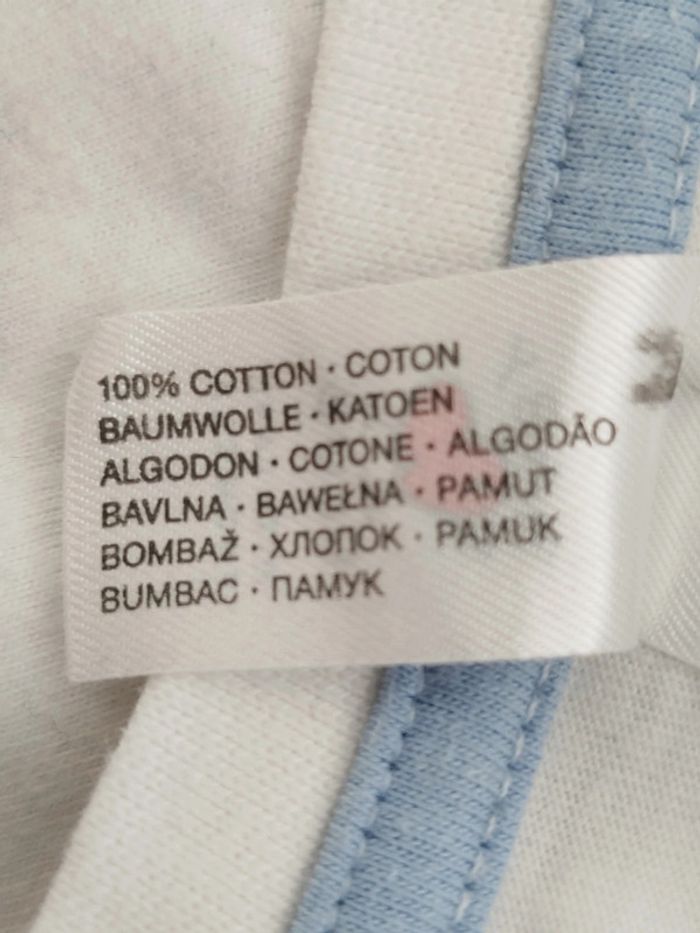 100% COTTON · COTON
BAUMWOLLE · KATOEN
ALGODON · COTONE · ALGODÃO
BAVLNA · BAWEŁNA · PAMUT
BOMBAŽ · ХЛОПОК · PAMUK
BUMBAC · ПАМУК